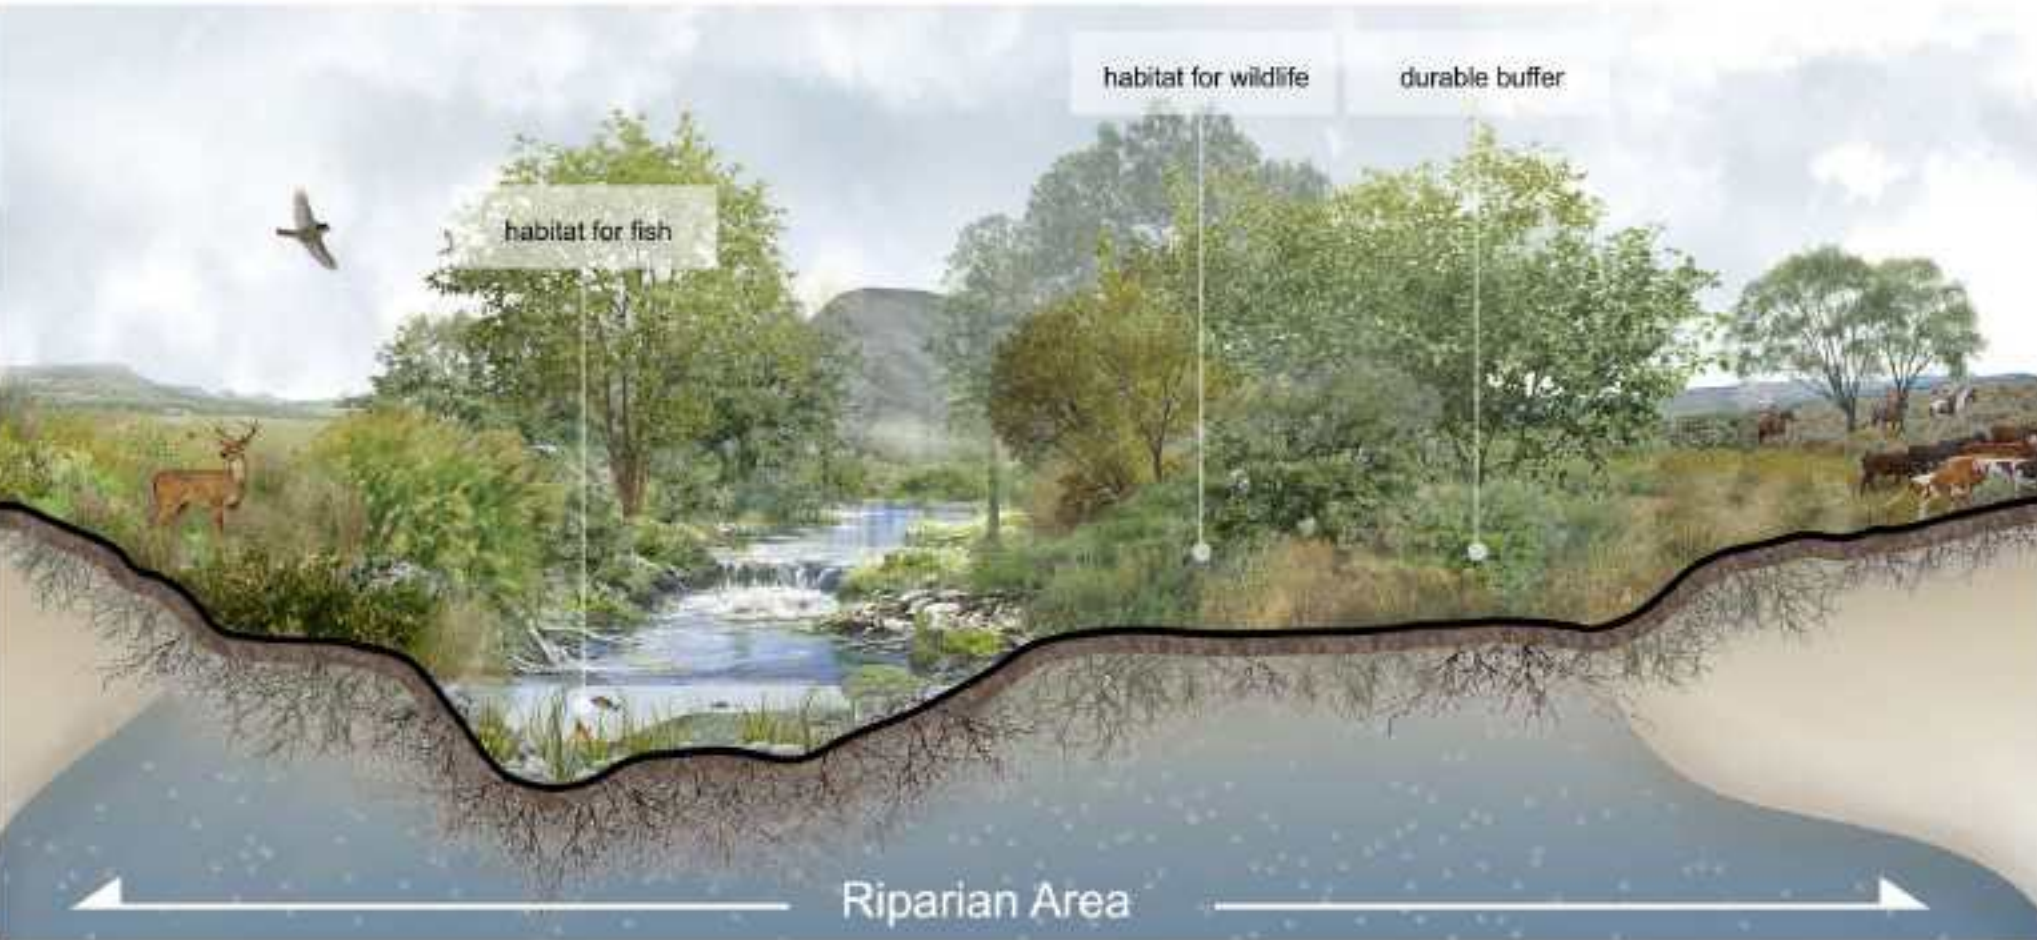 habitat for wildlife
durable buffer
habitat for fish
Riparian Area